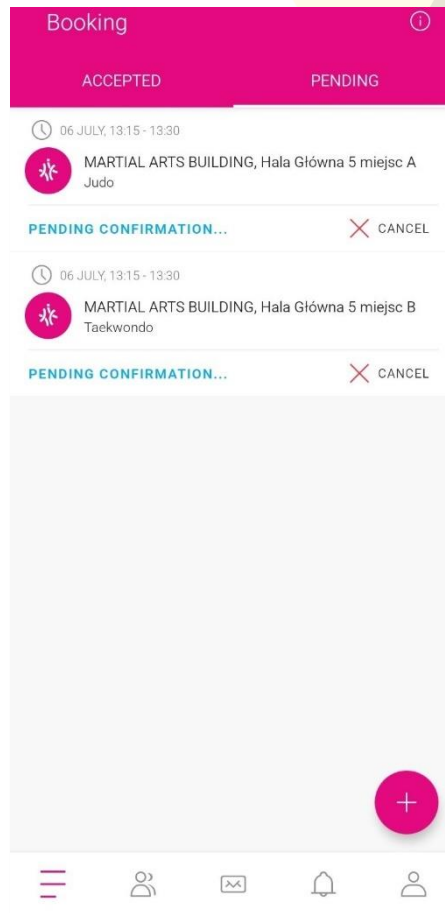 Booking
ACCEPTED PENDING
06 JULY, 13:15 - 13:30
MARTIAL ARTS BUILDING, Hala Główna 5 miejsc A
Judo
PENDING CONFIRMATION... CANCEL
06 JULY, 13:15 - 13:30
MARTIAL ARTS BUILDING, Hala Główna 5 miejsc B
Taekwondo
PENDING CONFIRMATION... CANCEL